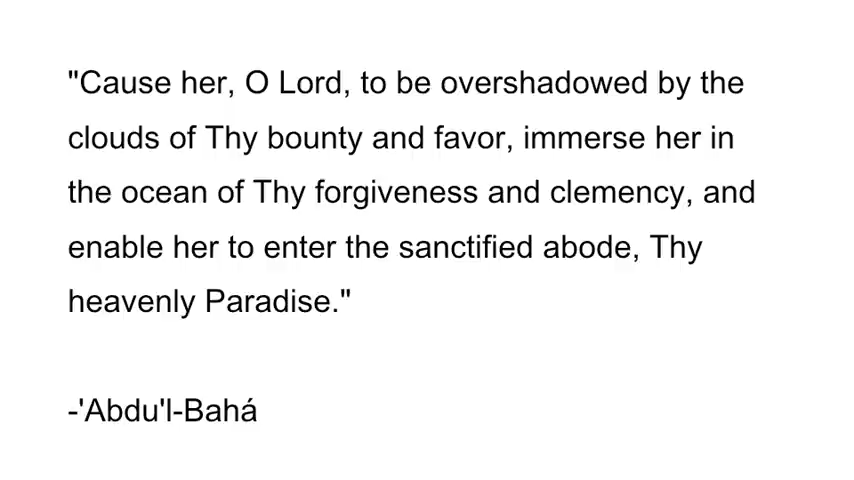 "Cause her, O Lord, to be overshadowed by the
clouds of Thy bounty and favor, immerse her in
the ocean of Thy forgiveness and clemency, and
enable her to enter the sanctified abode, Thy
heavenly Paradise."
-'Abdu'l-Bahá